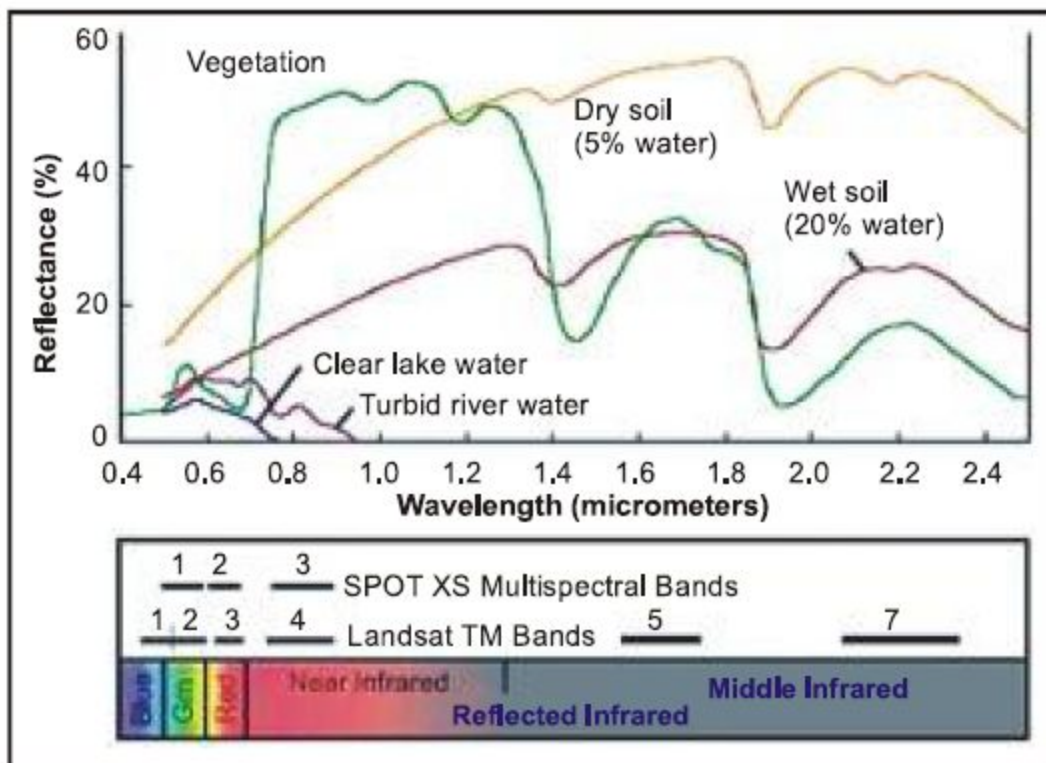 60
Vegetation
Dry soil
(5% water)
40
Wet soil
(20% water)
Reflectance (%)
20
Clear lake water
Turbid river water
0
0.4 0.6 0.8 1.0 1.2 1.4 1.6 1.8 2.0 2.2 2.4
Wavelength (micrometers)
1 2 3
SPOT XS Multispectral Bands
1 2 3 4 Landsat TM Bands 5 7
Blue Grn Red Near Infrared Middle Infrared
Reflected Infrared